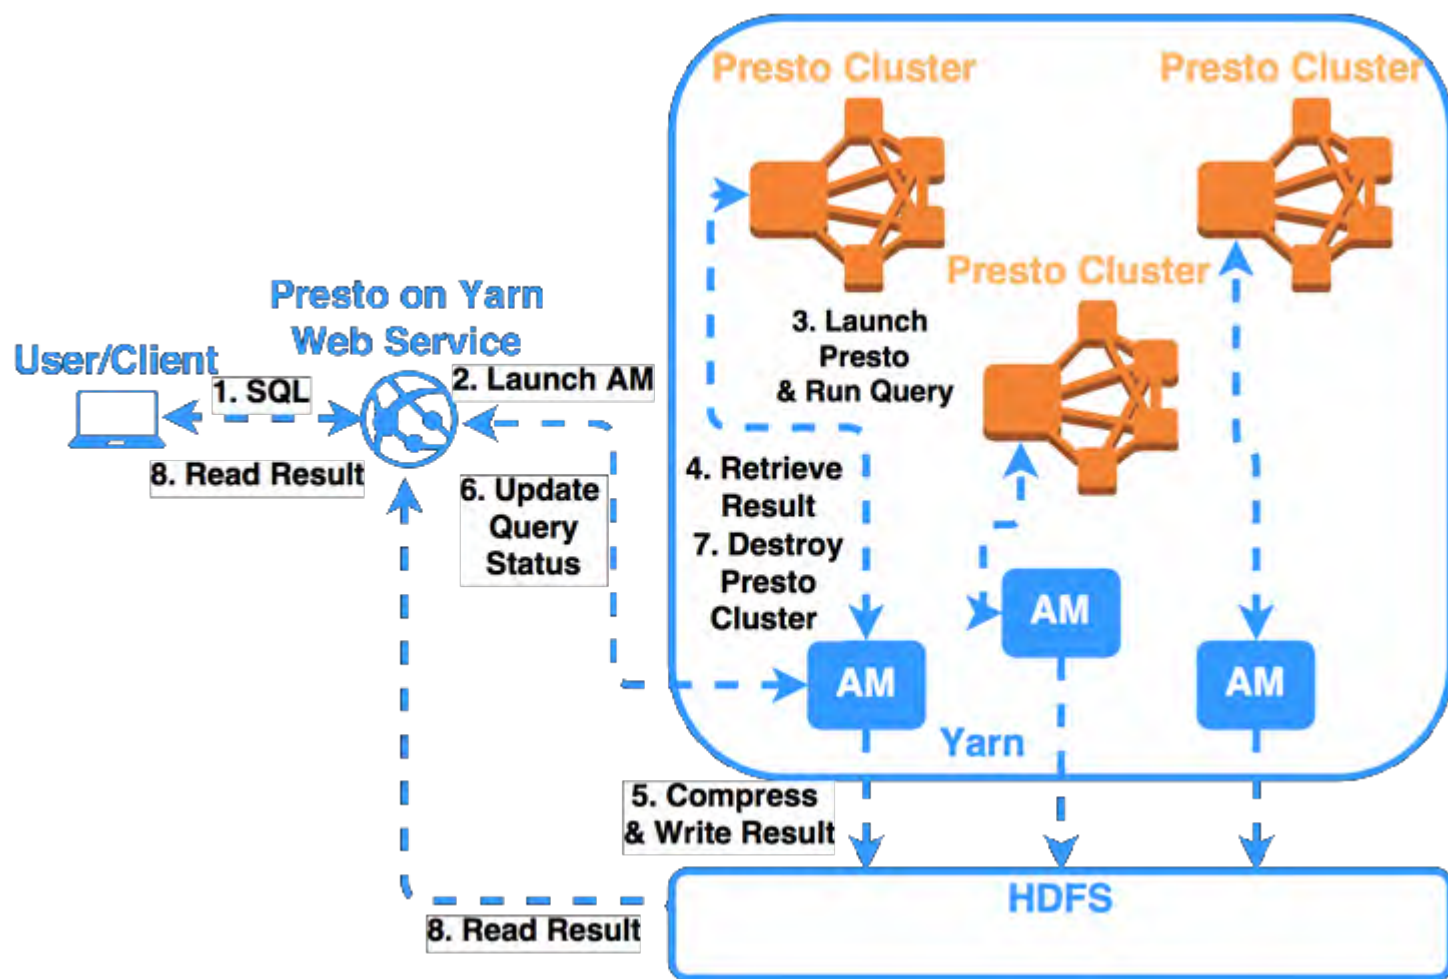 Presto Cluster
Presto Cluster
Presto Cluster
Presto on Yarn
Web Service
User/Client
1. SQL
2. Launch AM
3. Launch
Presto
& Run Query
8. Read Result
4. Retrieve
Result
6. Update
Query
Status
7. Destroy
Presto
Cluster
AM
AM
AM
Yarn
5. Compress
& Write Result
HDFS
8. Read Result